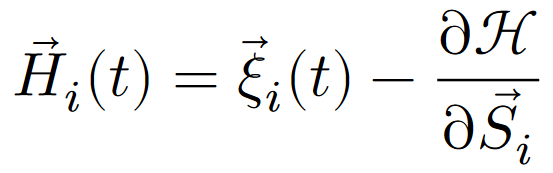 $\vec{H}_i(t) = \vec{\xi}_i(t) - \frac{\partial \mathcal{H}}{\partial \vec{S}_i}$